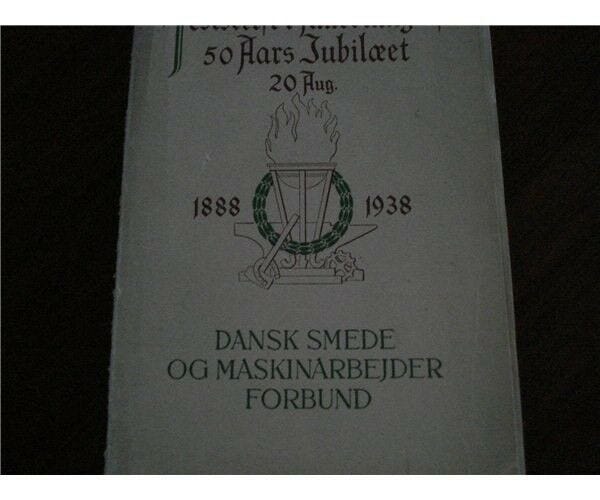 50 Aars Jubilæet
20 Aug.
1888 1938
DANSK SMEDE
OG MASKINARBEJDER
FORBUND